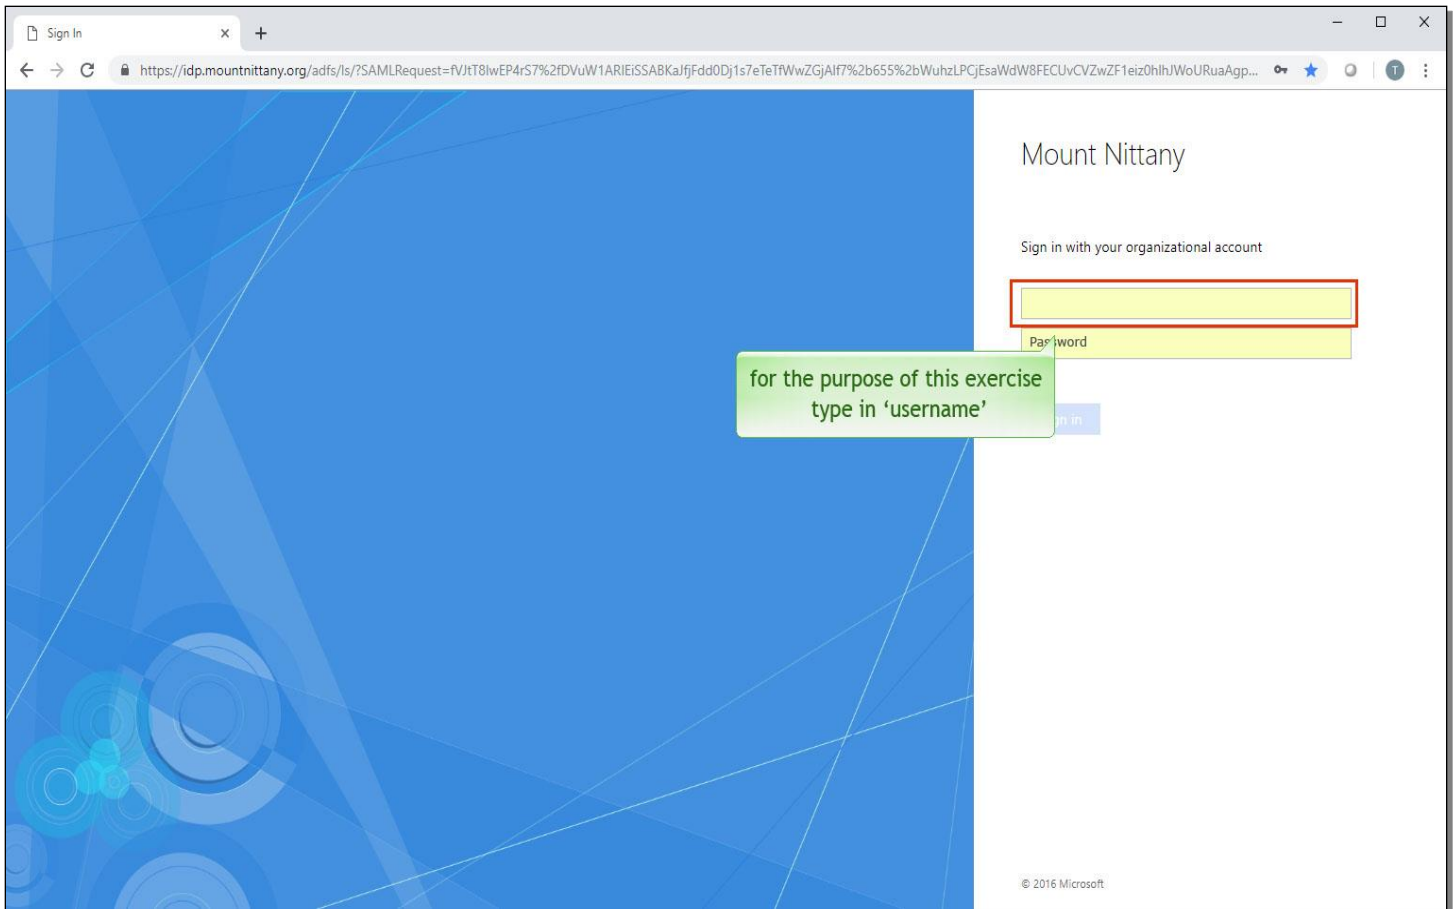 Sign In
https://idp.mountnittany.org/adfs/ls/?SAMLRequest=fVJtT8IwEP4rS7%2fDVuW1ARIEiSSABKaJfjFdd0Dj1s7eTeTfWwZGjAIf7%2b655%2bWuhzLPCjEsaWdW8FECUvCVZwZF1eiz0hlhJWoURuaAgp...
T
Mount Nittany
Sign in with your organizational account
Password
for the purpose of this exercise
type in ‘username’
© 2016 Microsoft